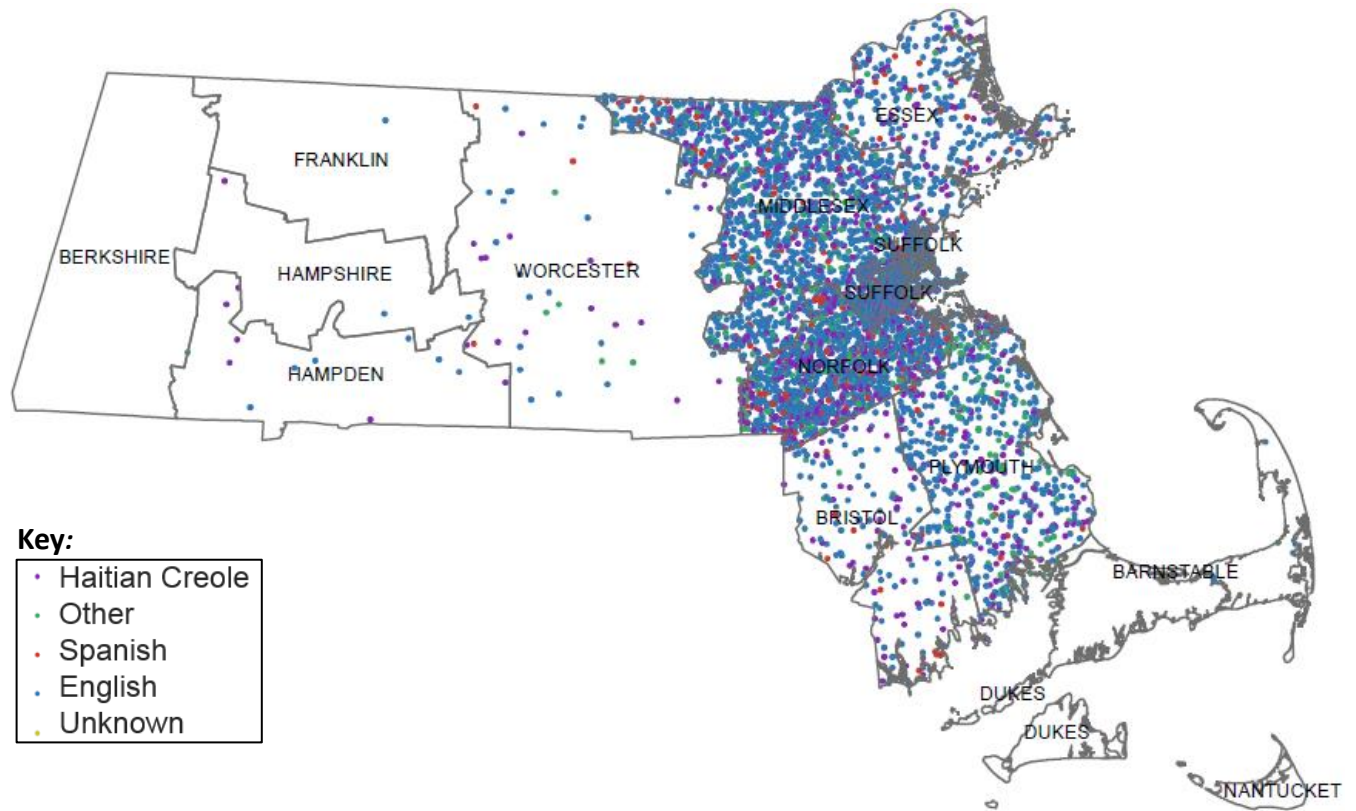 ESSEX
FRANKLIN
MIDDLESEX
SUFFOLK
BERKSHIRE
HAMPSHIRE
WORCESTER
SUFFOLK
NORFOLK
HAMPDEN
PLYMOUTH
BRISTOL
Key:
Haitian Creole
Other
Spanish
English
Unknown
BARNSTABLE
DUKES
DUKES
NANTUCKET